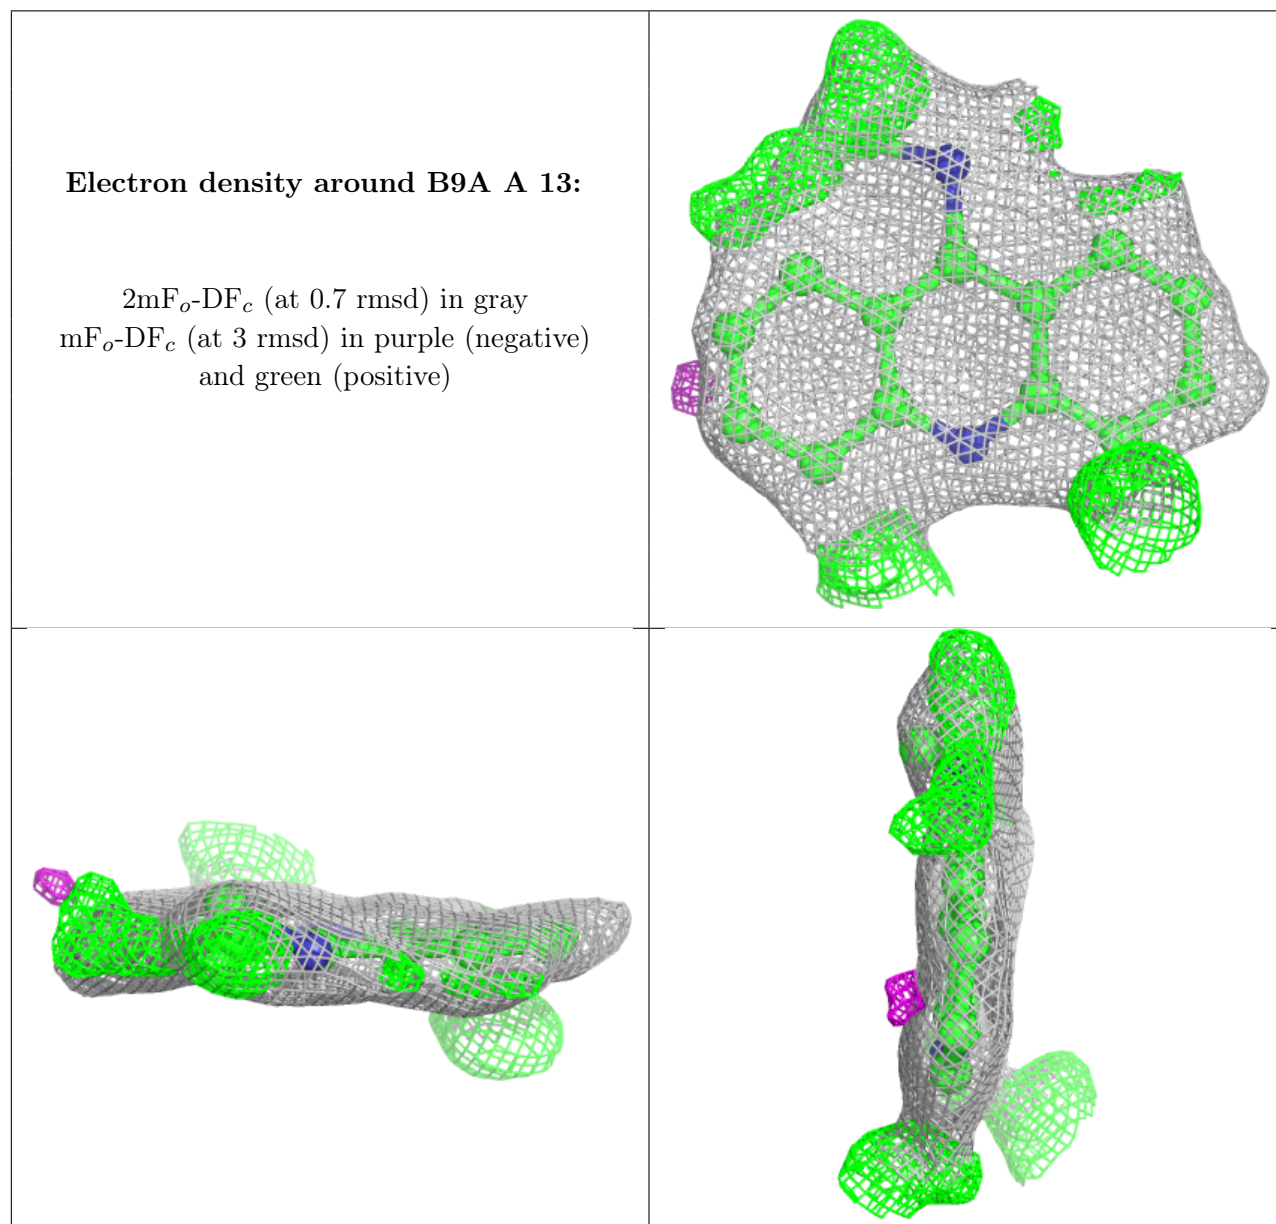 Electron density around B9A A 13:
2mFo-DFc (at 0.7 rmsd) in gray
mFo-DFc (at 3 rmsd) in purple (negative)
and green (positive)